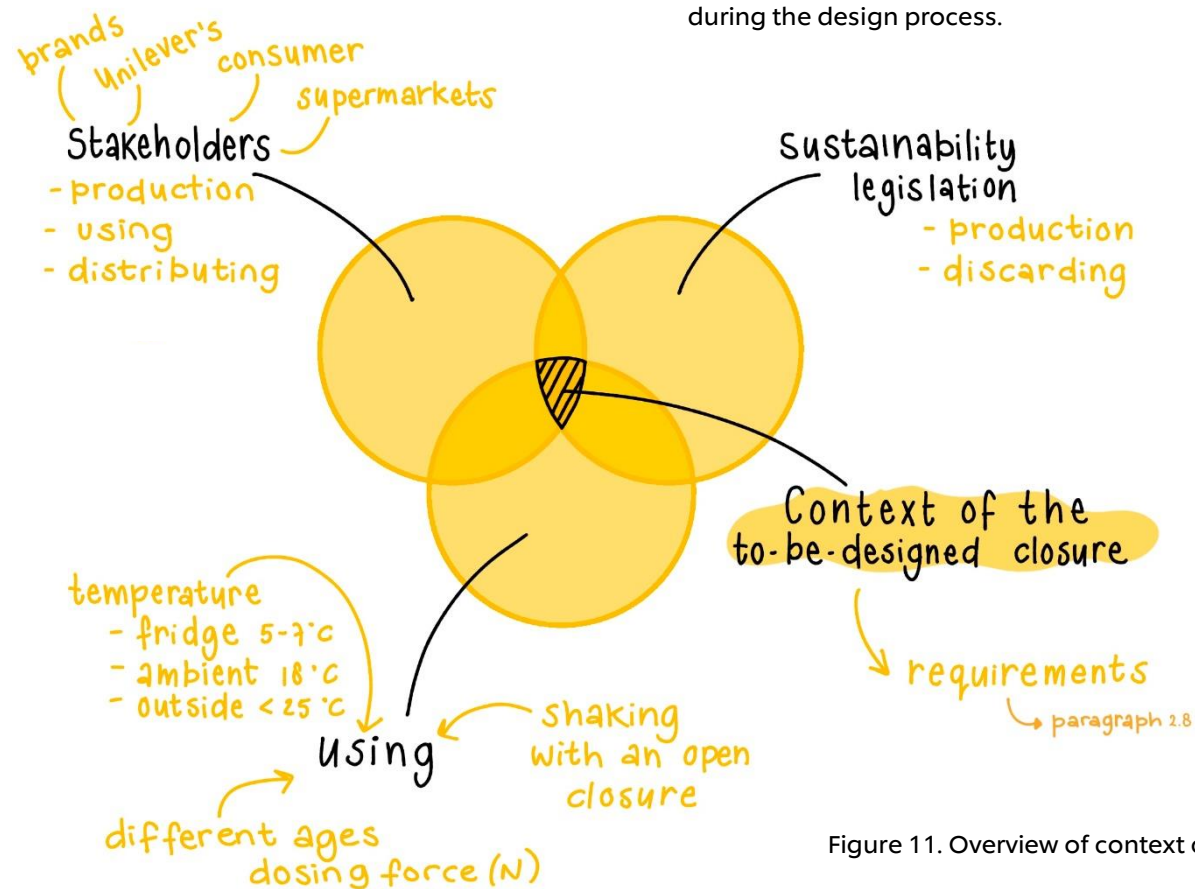 during the design process.
brands
Unilever's
consumer
supermarkets
Stakeholders
- production
- using
- distributing
Sustainability
legislation
- production
- discarding
Context of the
to-be-designed closure
requirements
paragraph 2.8
temperature
- fridge 5-7°C
- ambient 18°C
- outside <25°C
using
shaking
with an open
closure
different ages
dosing force (N)
Figure 11. Overview of context